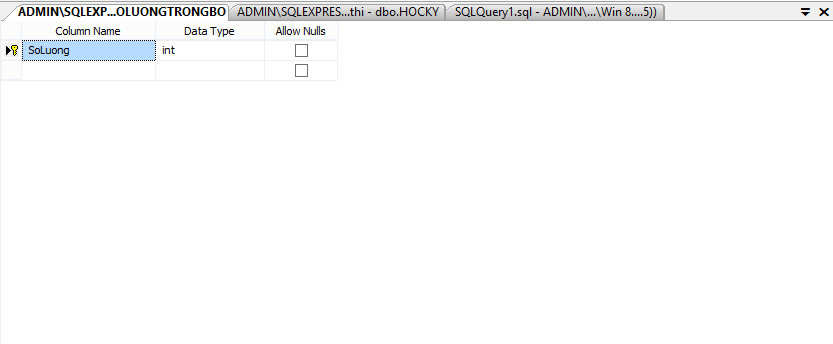 ADMIN\SQLEXP...OLUONGTRONGBO ADMIN\SQLEXPRES...thi - dbo.HOCKY SQLQuery1.sql - ADMIN\...\Win 8....5))
Column Name Data Type Allow Nulls
SoLuong int